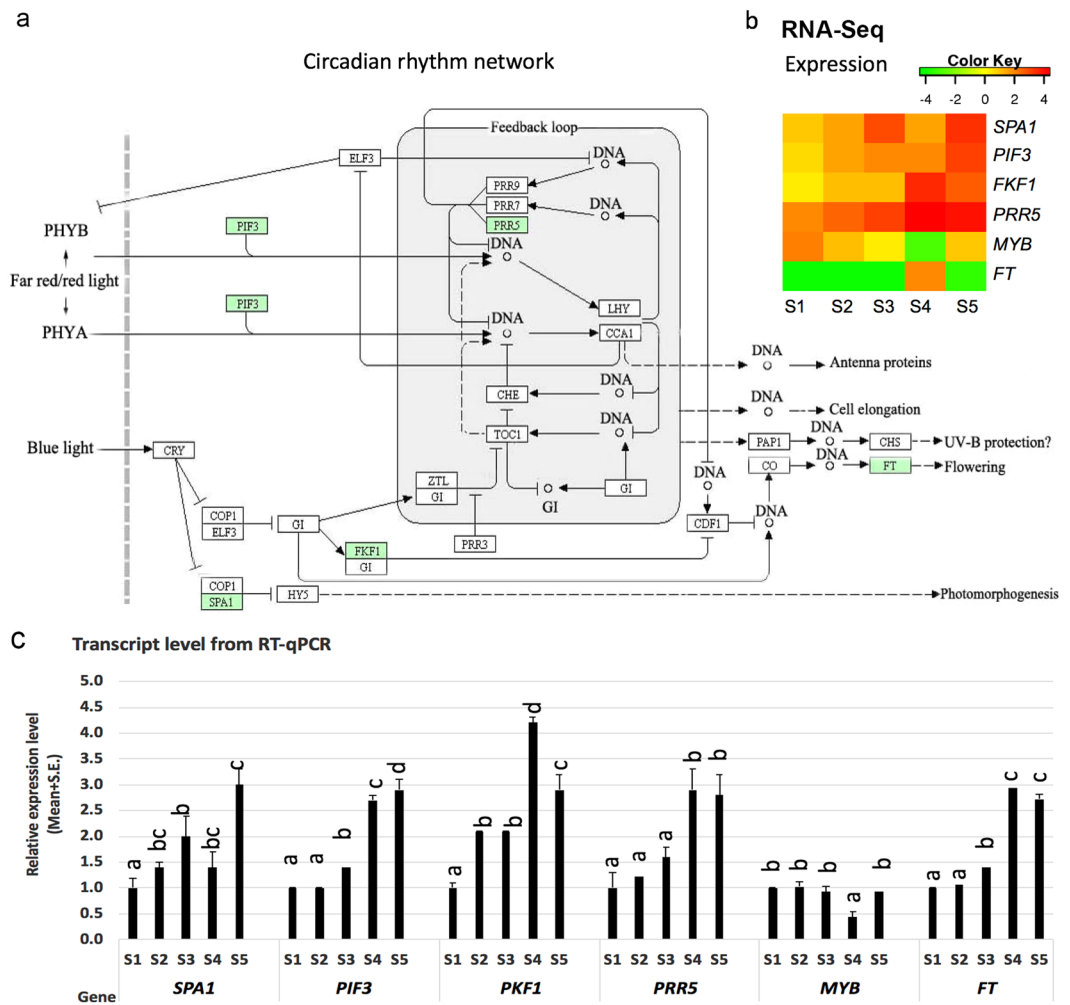 a
Circadian rhythm network
Feedback loop
ELF3
DNA
PRR9
PRR7
DNA
PRR5
PIF3
PHYB
DNA
Far red/red light
PIF3
LHY
PHYA
DNA
CCA1
DNA
Antenna proteins
CHE
DNA
DNA
Cell elongation
Blue light
CRY
TOC1
DNA
PAP1
DNA
CHS
UV-B protection?
CO
DNA
FT
Flowering
ZTL
GI
GI
GI
DNA
COP1
ELF3
GI
CDF1
DNA
PRR3
FKF1
GI
COP1
SPA1
HY5
Photomorphogenesis
b
RNA-Seq
Expression
Color Key
-4 -2 0 2 4
SPA1
PIF3
FKF1
PRR5
MYB
FT
S1 S2 S3 S4 S5
c
Transcript level from RT-qPCR
Relative expression level
(Mean+S.E.)
5.0
4.5
4.0
3.5
3.0
2.5
2.0
1.5
1.0
0.5
0.0
a bc b bc c
a a b c d
a b b d c
a a a b b
b b b a b
a a b c c
S1 S2 S3 S4 S5 S1 S2 S3 S4 S5 S1 S2 S3 S4 S5 S1 S2 S3 S4 S5 S1 S2 S3 S4 S5 S1 S2 S3 S4 S5
Gene SPA1 PIF3 PKF1 PRR5 MYB FT